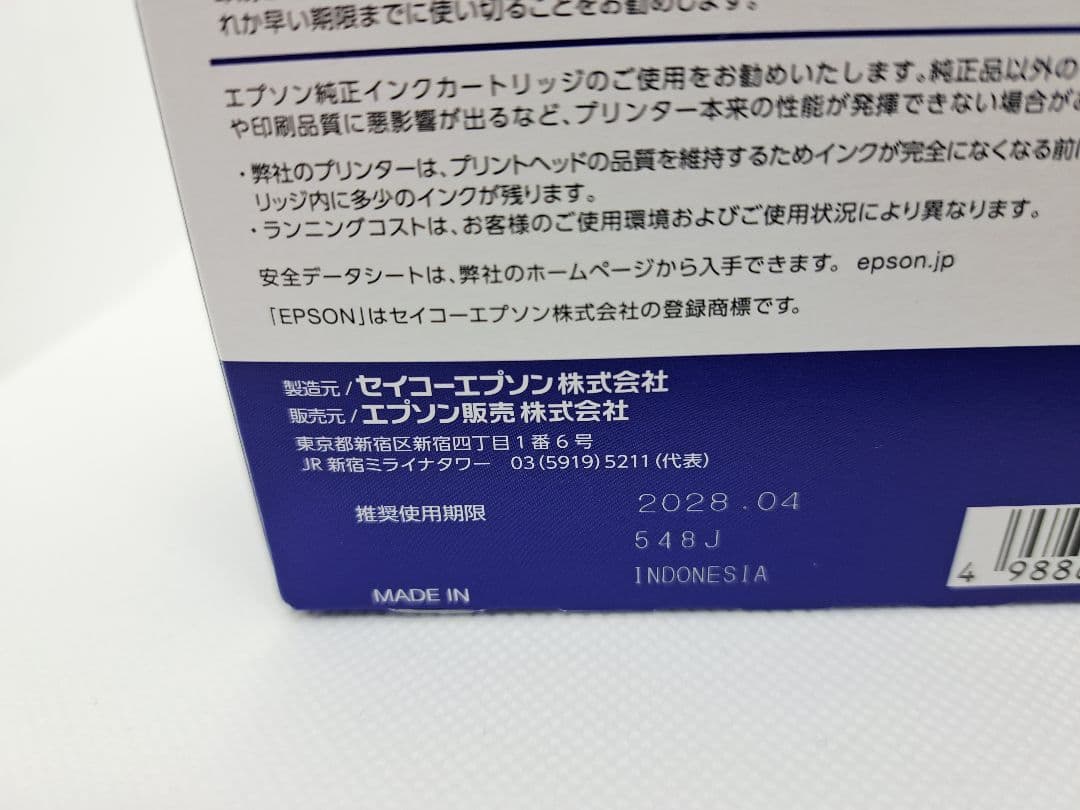 れか早い期限までに使い切ることをお勧めします。
エプソン純正インクカートリッジのご使用をお勧めいたします。純正品以外の
や印刷品質に悪影響が出るなど、プリンター本来の性能が発揮できない場合が
・弊社のプリンターは、プリントヘッドの品質を維持するためインクが完全になくなる前に
リッジ内に多少のインクが残ります。
・ランニングコストは、お客様のご使用環境およびご使用状況により異なります。
安全データシートは、弊社のホームページから入手できます。 epson.jp
「EPSON」はセイコーエプソン株式会社の登録商標です。
製造元/セイコーエプソン株式会社
販売元/エプソン販売株式会社
東京都新宿区新宿四丁目1番6号
JR新宿ミライナタワー 03(5919)5211(代表)
推奨使用期限 2028.04
548J
MADE IN INDONESIA
4 988